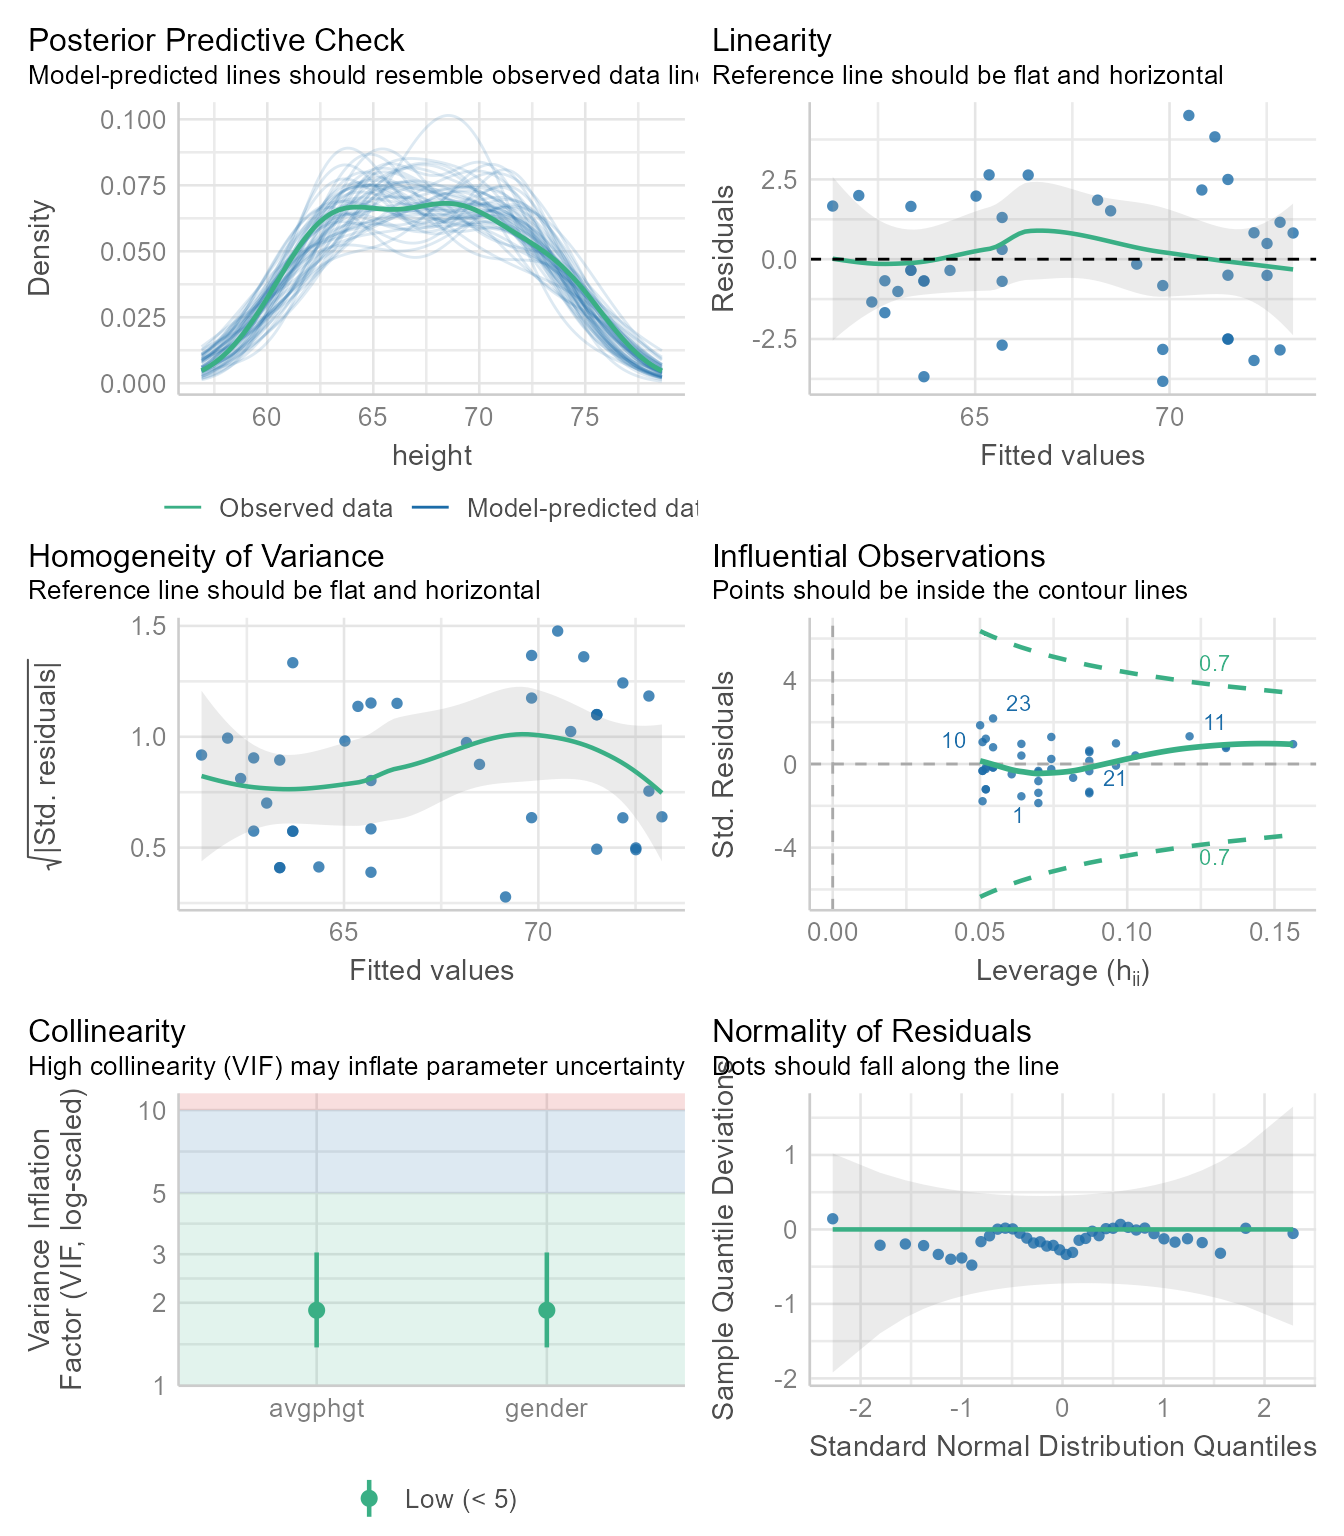 Posterior Predictive Check
Model-predicted lines should resemble observed data line
Density
0.100
0.075
0.050
0.025
0.000
60 65 70 75
height
Observed data Model-predicted dat
Linearity
Reference line should be flat and horizontal
Residuals
2.5
0.0
-2.5
65 70
Fitted values
Homogeneity of Variance
Reference line should be flat and horizontal
√|Std. residuals|
1.5
1.0
0.5
65 70
Fitted values
Influential Observations
Points should be inside the contour lines
Std. Residuals
4
0
-4
0.7
23
11
10
21
1
0.7
0.00 0.05 0.10 0.15
Leverage (hii)
Collinearity
High collinearity (VIF) may inflate parameter uncertainty
Variance Inflation
Factor (VIF, log-scaled)
10
5
3
2
1
avgphgt gender
Low (< 5)
Normality of Residuals
Dots should fall along the line
Sample Quantile Deviations
1
0
-1
-2
-2 -1 0 1 2
Standard Normal Distribution Quantiles